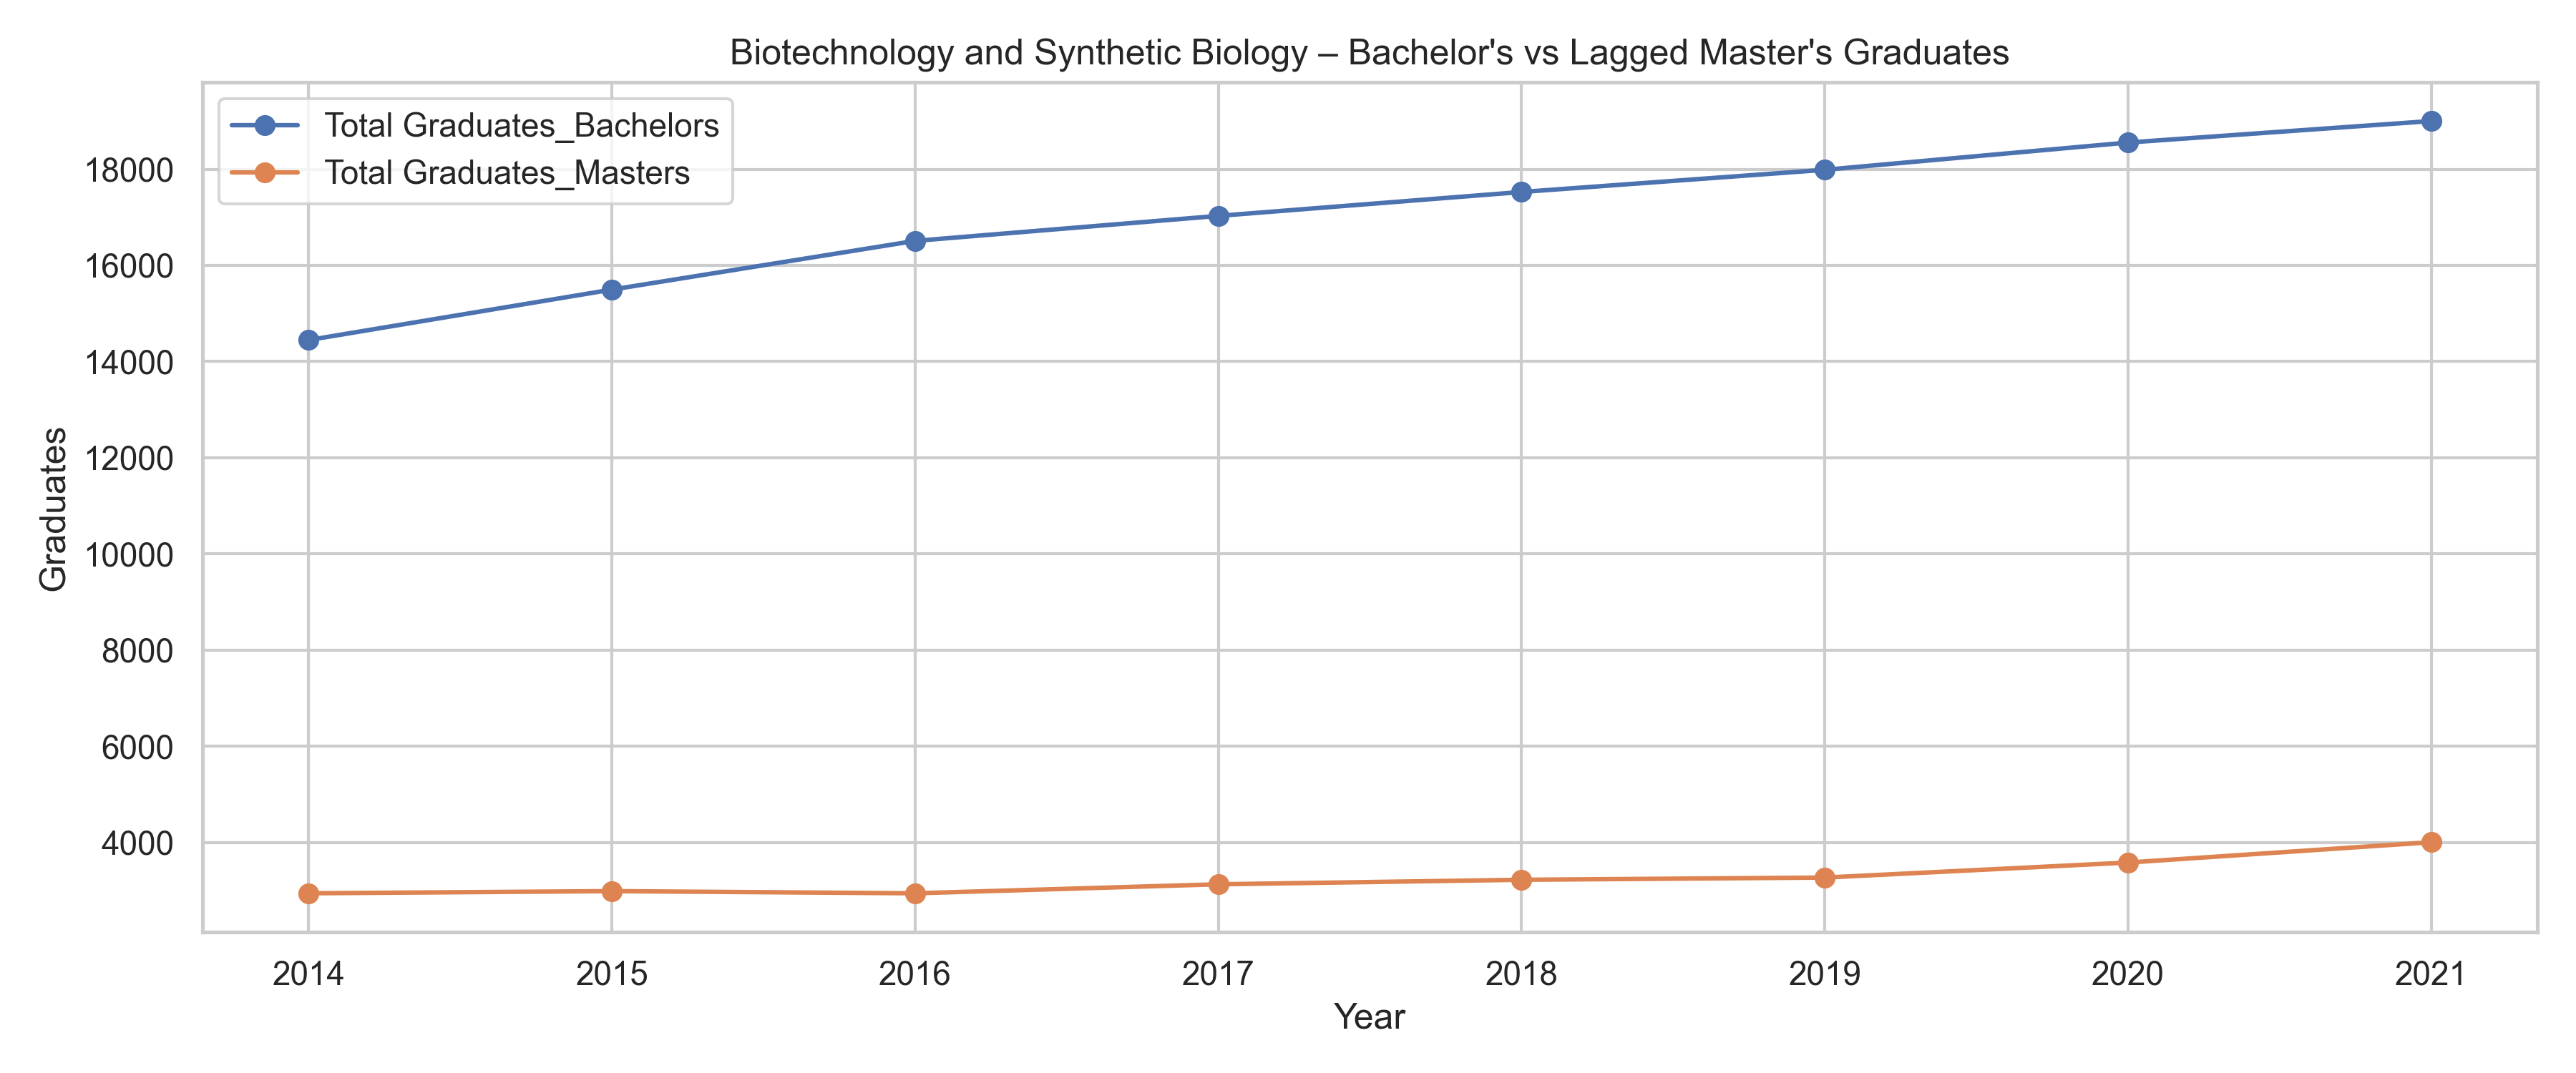 Biotechnology and Synthetic Biology – Bachelor's vs Lagged Master's Graduates
Total Graduates_Bachelors
Total Graduates_Masters
18000
16000
14000
12000
10000
8000
6000
4000
Graduates
2014 2015 2016 2017 2018 2019 2020 2021
Year